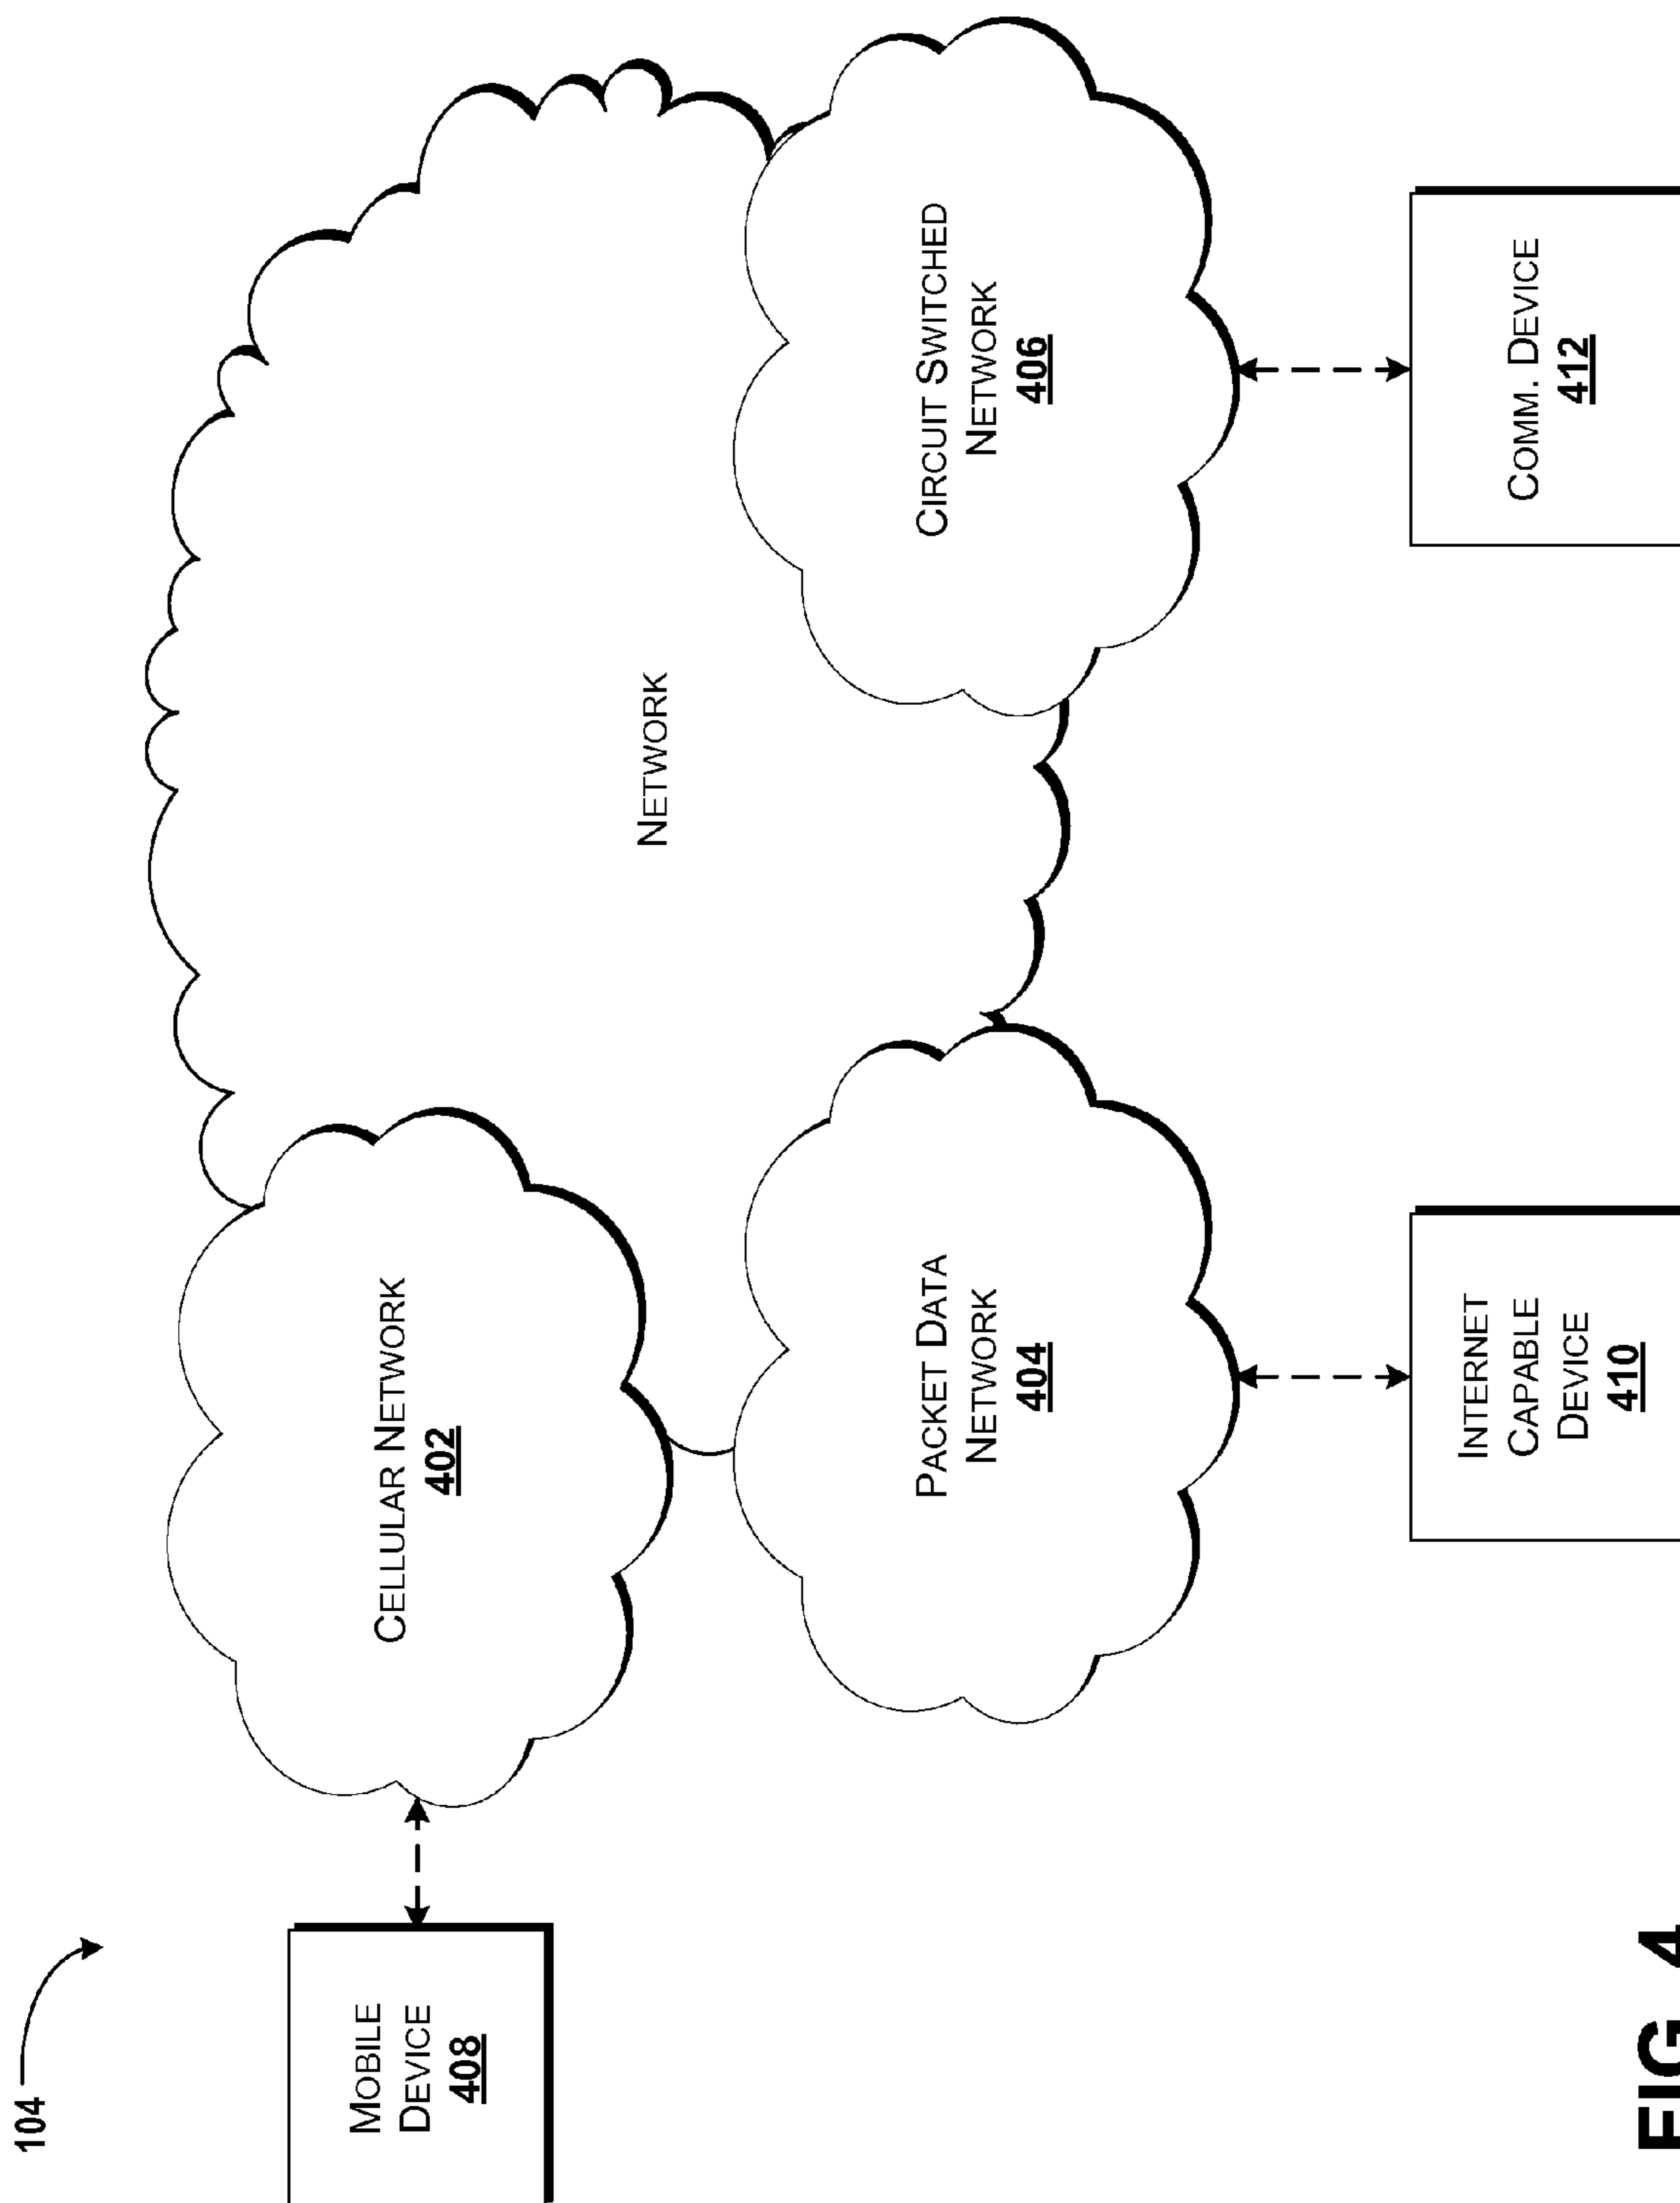 104
MOBILE
DEVICE
408
CELLULAR NETWORK
402
NETWORK
PACKET DATA
NETWORK
404
CIRCUIT SWITCHED
NETWORK
406
INTERNET
CAPABLE
DEVICE
410
COMM. DEVICE
412
FIG. 4